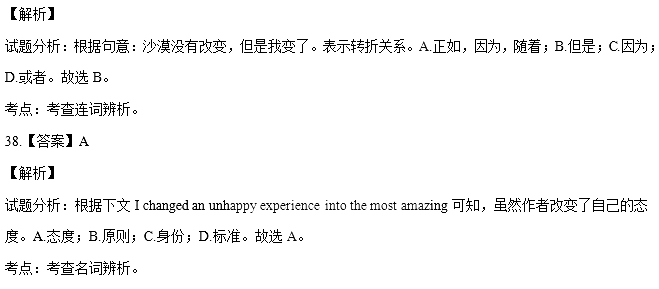 【解析】
试题分析：根据句意：沙漠没有改变，但是我变了。表示转折关系。A.正如，因为，随着；B.但是；C.因为；
D.或者。故选 B。
考点：考查连词辨析。
38.【答案】A
【解析】
试题分析：根据下文 I changed an unhappy experience into the most amazing 可知，虽然作者改变了自己的态
度。A.态度；B.原则；C.身份；D.标准。故选 A。
考点：考查名词辨析。